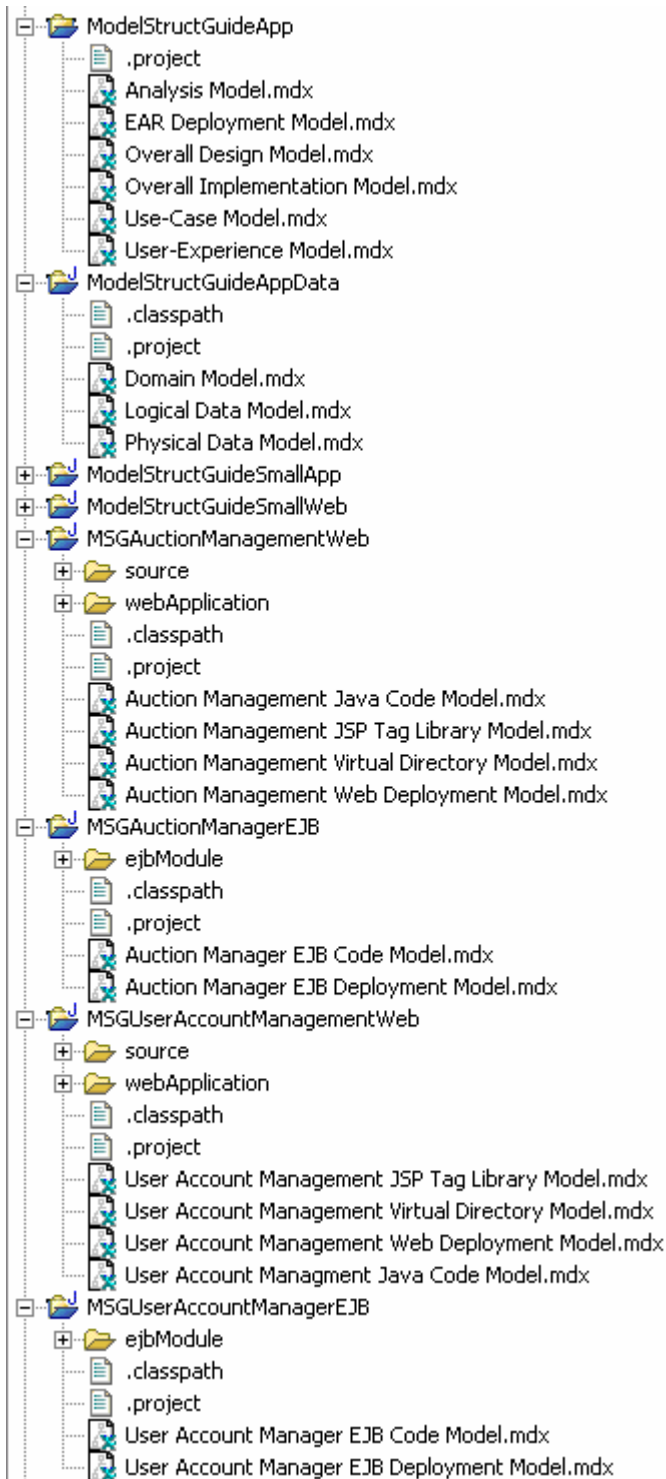 ModelStructGuideApp
.project
Analysis Model.mdx
EAR Deployment Model.mdx
Overall Design Model.mdx
Overall Implementation Model.mdx
Use-Case Model.mdx
User-Experience Model.mdx
ModelStructGuideAppData
.classpath
.project
Domain Model.mdx
Logical Data Model.mdx
Physical Data Model.mdx
ModelStructGuideSmallApp
ModelStructGuideSmallWeb
MSGAuctionManagementWeb
source
webApplication
.classpath
.project
Auction Management Java Code Model.mdx
Auction Management JSP Tag Library Model.mdx
Auction Management Virtual Directory Model.mdx
Auction Management Web Deployment Model.mdx
MSGAuctionManagerEJB
ejbModule
.classpath
.project
Auction Manager EJB Code Model.mdx
Auction Manager EJB Deployment Model.mdx
MSGUserAccountManagementWeb
source
webApplication
.classpath
.project
User Account Management JSP Tag Library Model.mdx
User Account Management Virtual Directory Model.mdx
User Account Management Web Deployment Model.mdx
User Account Managment Java Code Model.mdx
MSGUserAccountManagerEJB
ejbModule
.classpath
.project
User Account Manager EJB Code Model.mdx
User Account Manager EJB Deployment Model.mdx